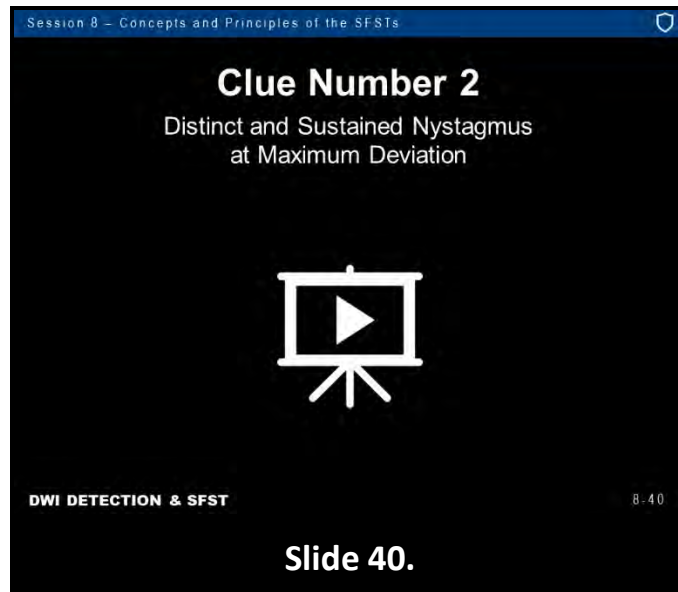 Session 8 – Concepts and Principles of the SFSTs
Clue Number 2
Distinct and Sustained Nystagmus
at Maximum Deviation
DWI DETECTION & SFST
8-40
Slide 40.